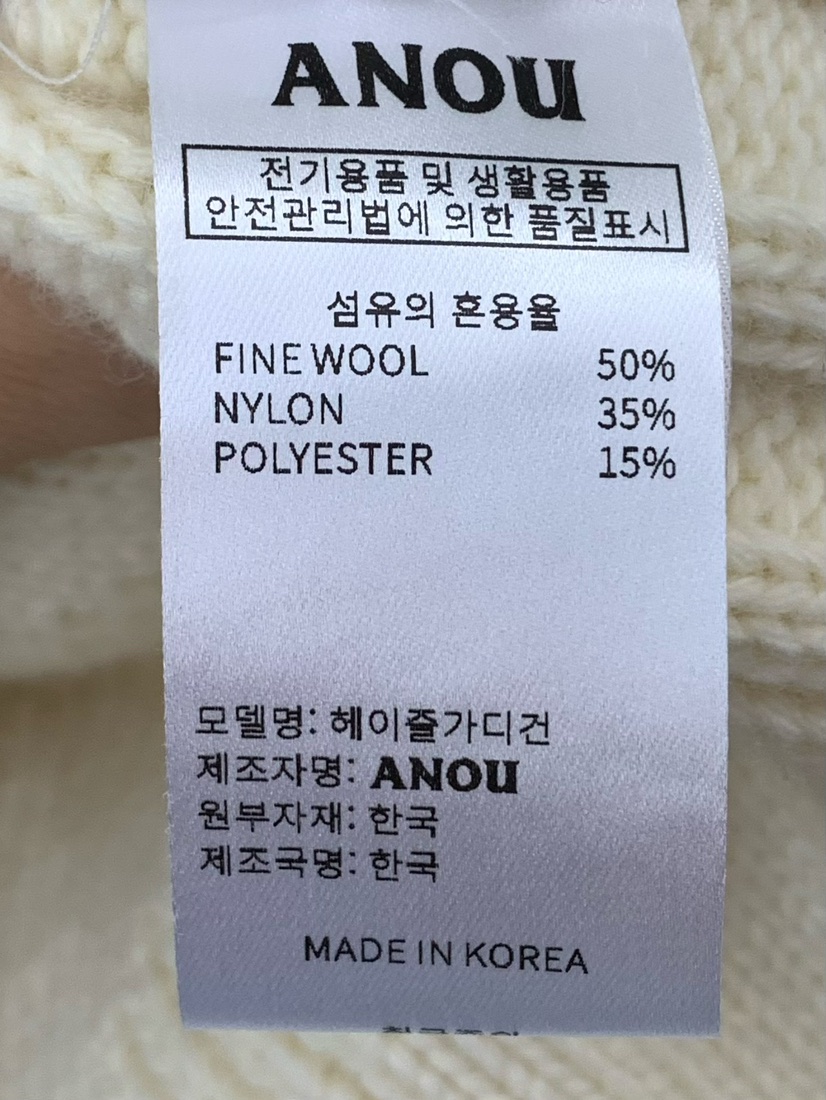 ANOU
전기용품 및 생활용품
안전관리법에 의한 품질표시
섬유의 혼용율
FINE WOOL 50%
NYLON 35%
POLYESTER 15%
모델명: 헤이즐가디건
제조자명: ANOU
원부자재: 한국
제조국명: 한국
MADE IN KOREA